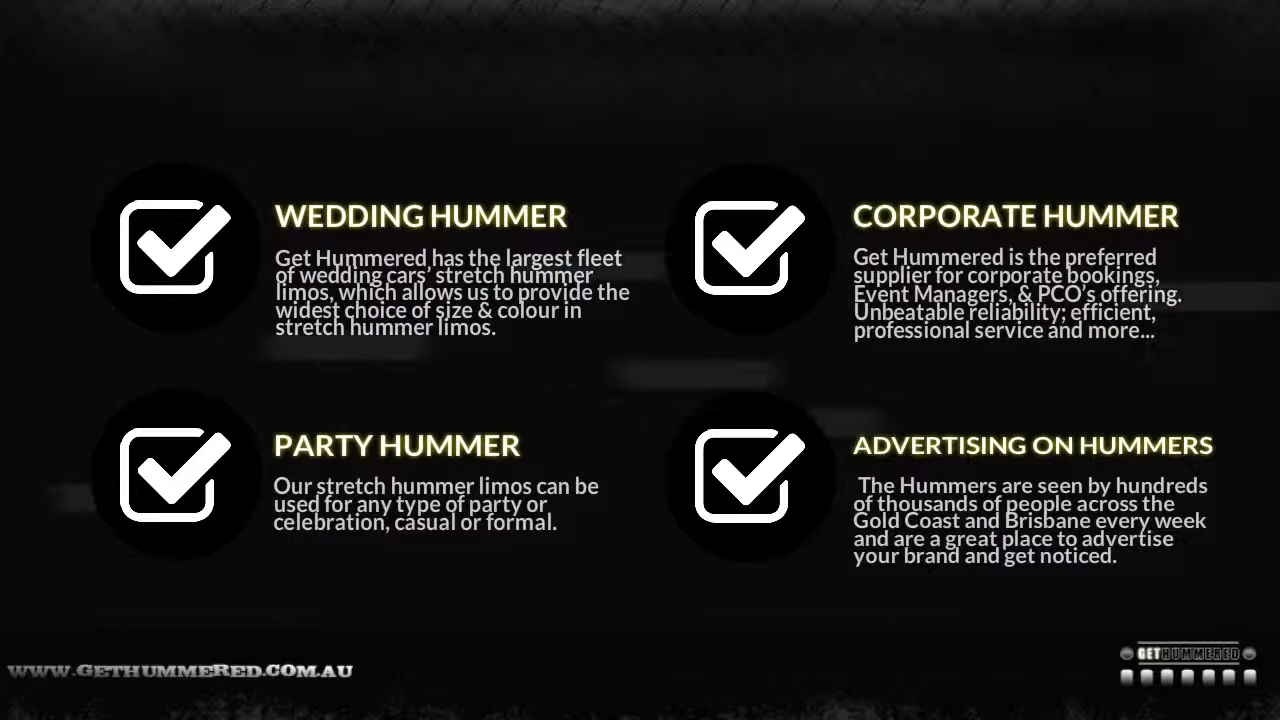 WEDDING HUMMER
Get Hummered has the largest fleet
of wedding cars’ stretch hummer
limos, which allows us to provide the
widest choice of size & colour in
stretch hummer limos.
CORPORATE HUMMER
Get Hummered is the preferred
supplier for corporate bookings,
Event Managers, & PCO’s offering.
Unbeatable reliability; efficient,
professional service and more...
PARTY HUMMER
Our stretch hummer limos can be
used for any type of party or
celebration, casual or formal.
ADVERTISING ON HUMMERS
The Hummers are seen by hundreds
of thousands of people across the
Gold Coast and Brisbane every week
and are a great place to advertise
your brand and get noticed.
WWW.GETHUMMERED.COM.AU
GETHUMMERED